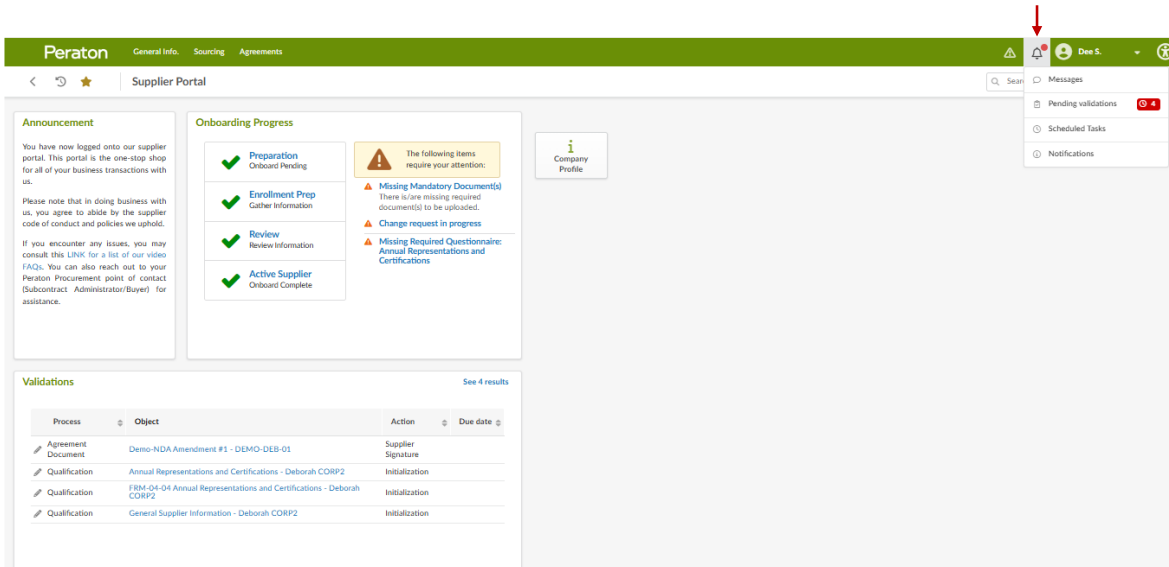 Peraton
General Info. Sourcing Agreements
Dee S.
Supplier Portal
Sear
Messages
Pending validations 4
Scheduled Tasks
Notifications
Announcement
You have now logged onto our supplier
portal. This portal is the one-stop shop
for all of your business transactions with
us.
Please note that in doing business with
us, you agree to abide by the supplier
code of conduct and policies we uphold.
If you encounter any issues, you may
consult this LINK for a list of our video
FAQs. You can also reach out to your
Peraton Procurement point of contact
(Subcontract Administrator/Buyer) for
assistance.
Onboarding Progress
Preparation
Onboard Pending
Enrollment Prep
Gather Information
Review
Review Information
Active Supplier
Onboard Complete
The following items
require your attention:
Missing Mandatory Document(s)
There is/are missing required
document(s) to be uploaded.
Change request in progress
Missing Required Questionnaire:
Annual Representations and
Certifications
Company
Profile
Validations
See 4 results
Process Object Action Due date
Agreement
Document
Demo-NDA Amendment #1 - DEMO-DEB-01
Supplier
Signature
Qualification Annual Representations and Certifications - Deborah CORP2 Initialization
Qualification
FRM-04-04 Annual Representations and Certifications - Deborah
CORP2
Initialization
Qualification General Supplier Information - Deborah CORP2 Initialization